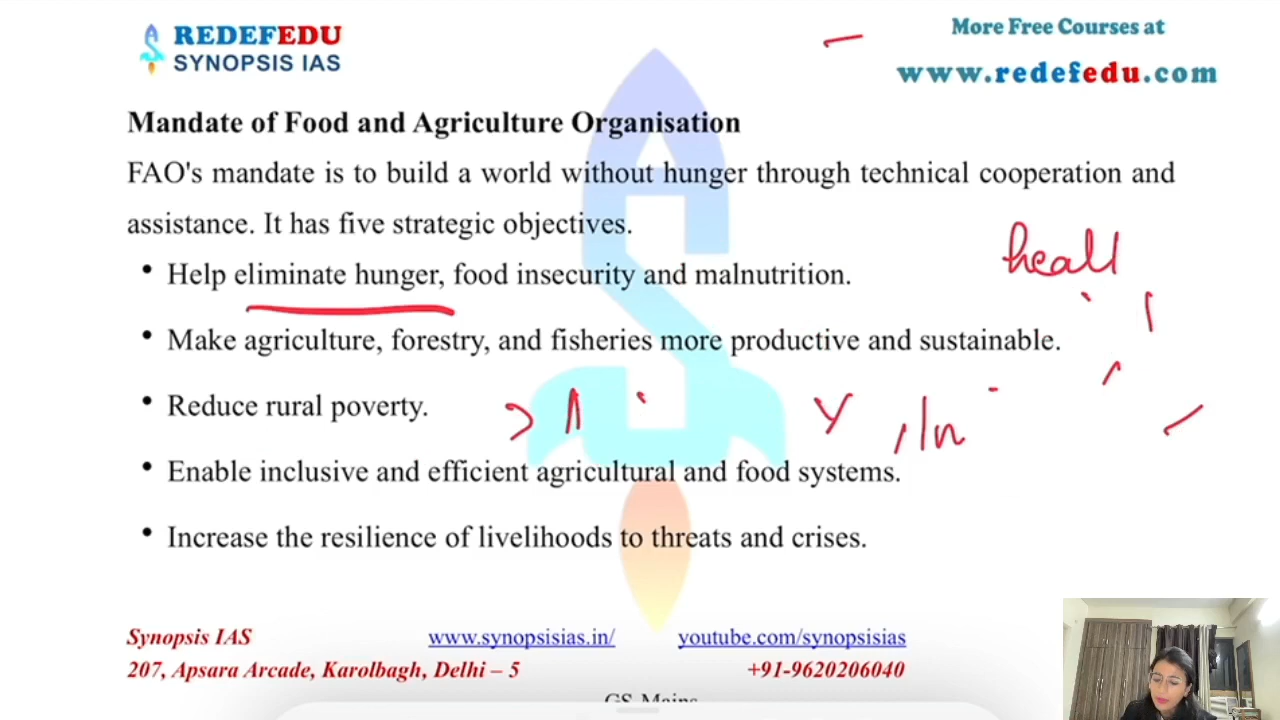 REDEFEDU
SYNOPSIS IAS
More Free Courses at
www.redefedu.com
Mandate of Food and Agriculture Organisation
FAO's mandate is to build a world without hunger through technical cooperation and
assistance. It has five strategic objectives.
• Help eliminate hunger, food insecurity and malnutrition.
• Make agriculture, forestry, and fisheries more productive and sustainable.
• Reduce rural poverty.
• Enable inclusive and efficient agricultural and food systems.
• Increase the resilience of livelihoods to threats and crises.
Synopsis IAS
www.synopsisias.in/
youtube.com/synopsisias
207, Apsara Arcade, Karolbagh, Delhi – 5
+91-9620206040
GS Mains